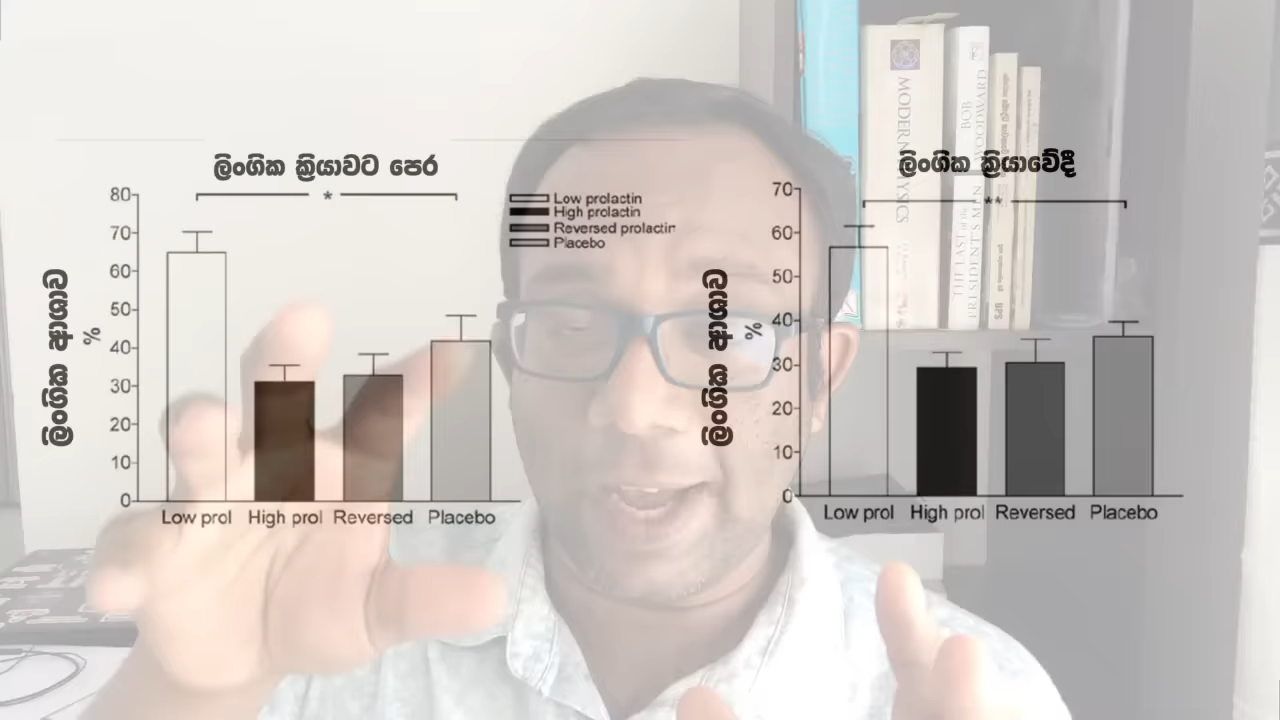 ලිංගික ක්‍රියාවට පෙර
*
Low prolactin
High prolactin
Reversed prolactin
Placebo
ලිංගික ආශාව
%
80
70
60
50
40
30
20
10
0
Low prol High prol Reversed Placebo
ලිංගික ක්‍රියාවේදී
**
ලිංගික ආශාව
%
70
60
50
40
30
20
10
0
Low prol High prol Reversed Placebo
MODERN PHYSICS
BOB WOODWARD
THE LAST of the
PRESIDENT'S MEN